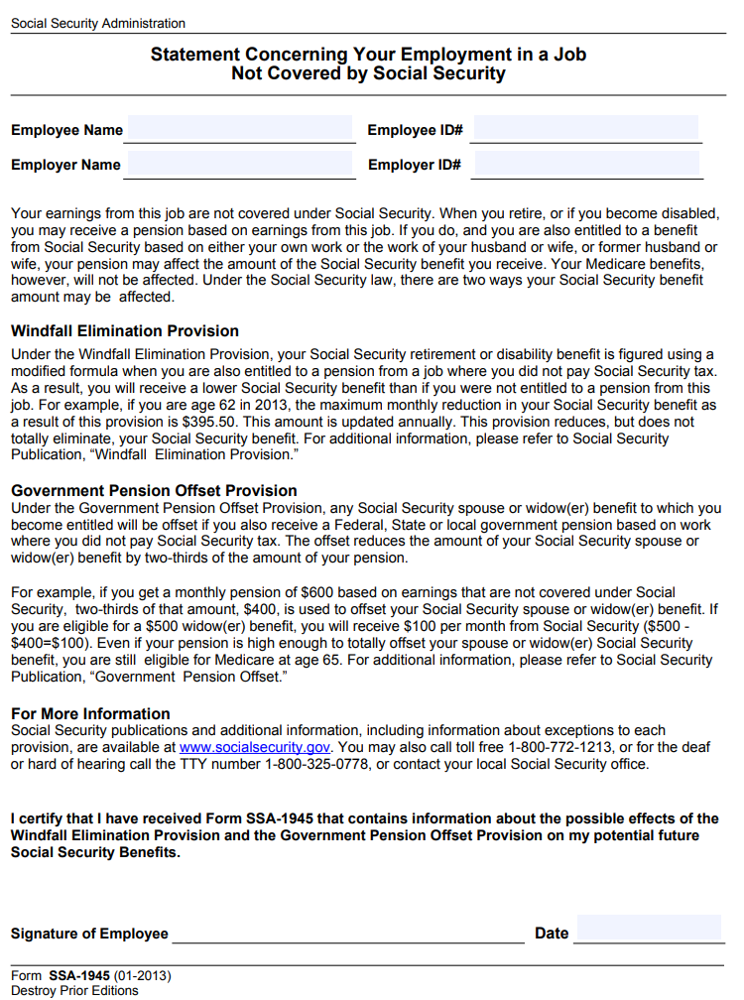 Social Security Administration
Statement Concerning Your Employment in a Job
Not Covered by Social Security
Employee Name Employee ID#
Employer Name Employer ID#
Your earnings from this job are not covered under Social Security. When you retire, or if you become disabled,
you may receive a pension based on earnings from this job. If you do, and you are also entitled to a benefit
from Social Security based on either your own work or the work of your husband or wife, or former husband or
wife, your pension may affect the amount of the Social Security benefit you receive. Your Medicare benefits,
however, will not be affected. Under the Social Security law, there are two ways your Social Security benefit
amount may be affected.
Windfall Elimination Provision
Under the Windfall Elimination Provision, your Social Security retirement or disability benefit is figured using a
modified formula when you are also entitled to a pension from a job where you did not pay Social Security tax.
As a result, you will receive a lower Social Security benefit than if you were not entitled to a pension from this
job. For example, if you are age 62 in 2013, the maximum monthly reduction in your Social Security benefit as
a result of this provision is $395.50. This amount is updated annually. This provision reduces, but does not
totally eliminate, your Social Security benefit. For additional information, please refer to Social Security
Publication, “Windfall Elimination Provision.”
Government Pension Offset Provision
Under the Government Pension Offset Provision, any Social Security spouse or widow(er) benefit to which you
become entitled will be offset if you also receive a Federal, State or local government pension based on work
where you did not pay Social Security tax. The offset reduces the amount of your Social Security spouse or
widow(er) benefit by two-thirds of the amount of your pension.
For example, if you get a monthly pension of $600 based on earnings that are not covered under Social
Security, two-thirds of that amount, $400, is used to offset your Social Security spouse or widow(er) benefit. If
you are eligible for a $500 widow(er) benefit, you will receive $100 per month from Social Security ($500 -
$400=$100). Even if your pension is high enough to totally offset your spouse or widow(er) Social Security
benefit, you are still eligible for Medicare at age 65. For additional information, please refer to Social Security
Publication, “Government Pension Offset.”
For More Information
Social Security publications and additional information, including information about exceptions to each
provision, are available at www.socialsecurity.gov. You may also call toll free 1-800-772-1213, or for the deaf
or hard of hearing call the TTY number 1-800-325-0778, or contact your local Social Security office.
I certify that I have received Form SSA-1945 that contains information about the possible effects of the
Windfall Elimination Provision and the Government Pension Offset Provision on my potential future
Social Security Benefits.
Signature of Employee Date
Form SSA-1945 (01-2013)
Destroy Prior Editions